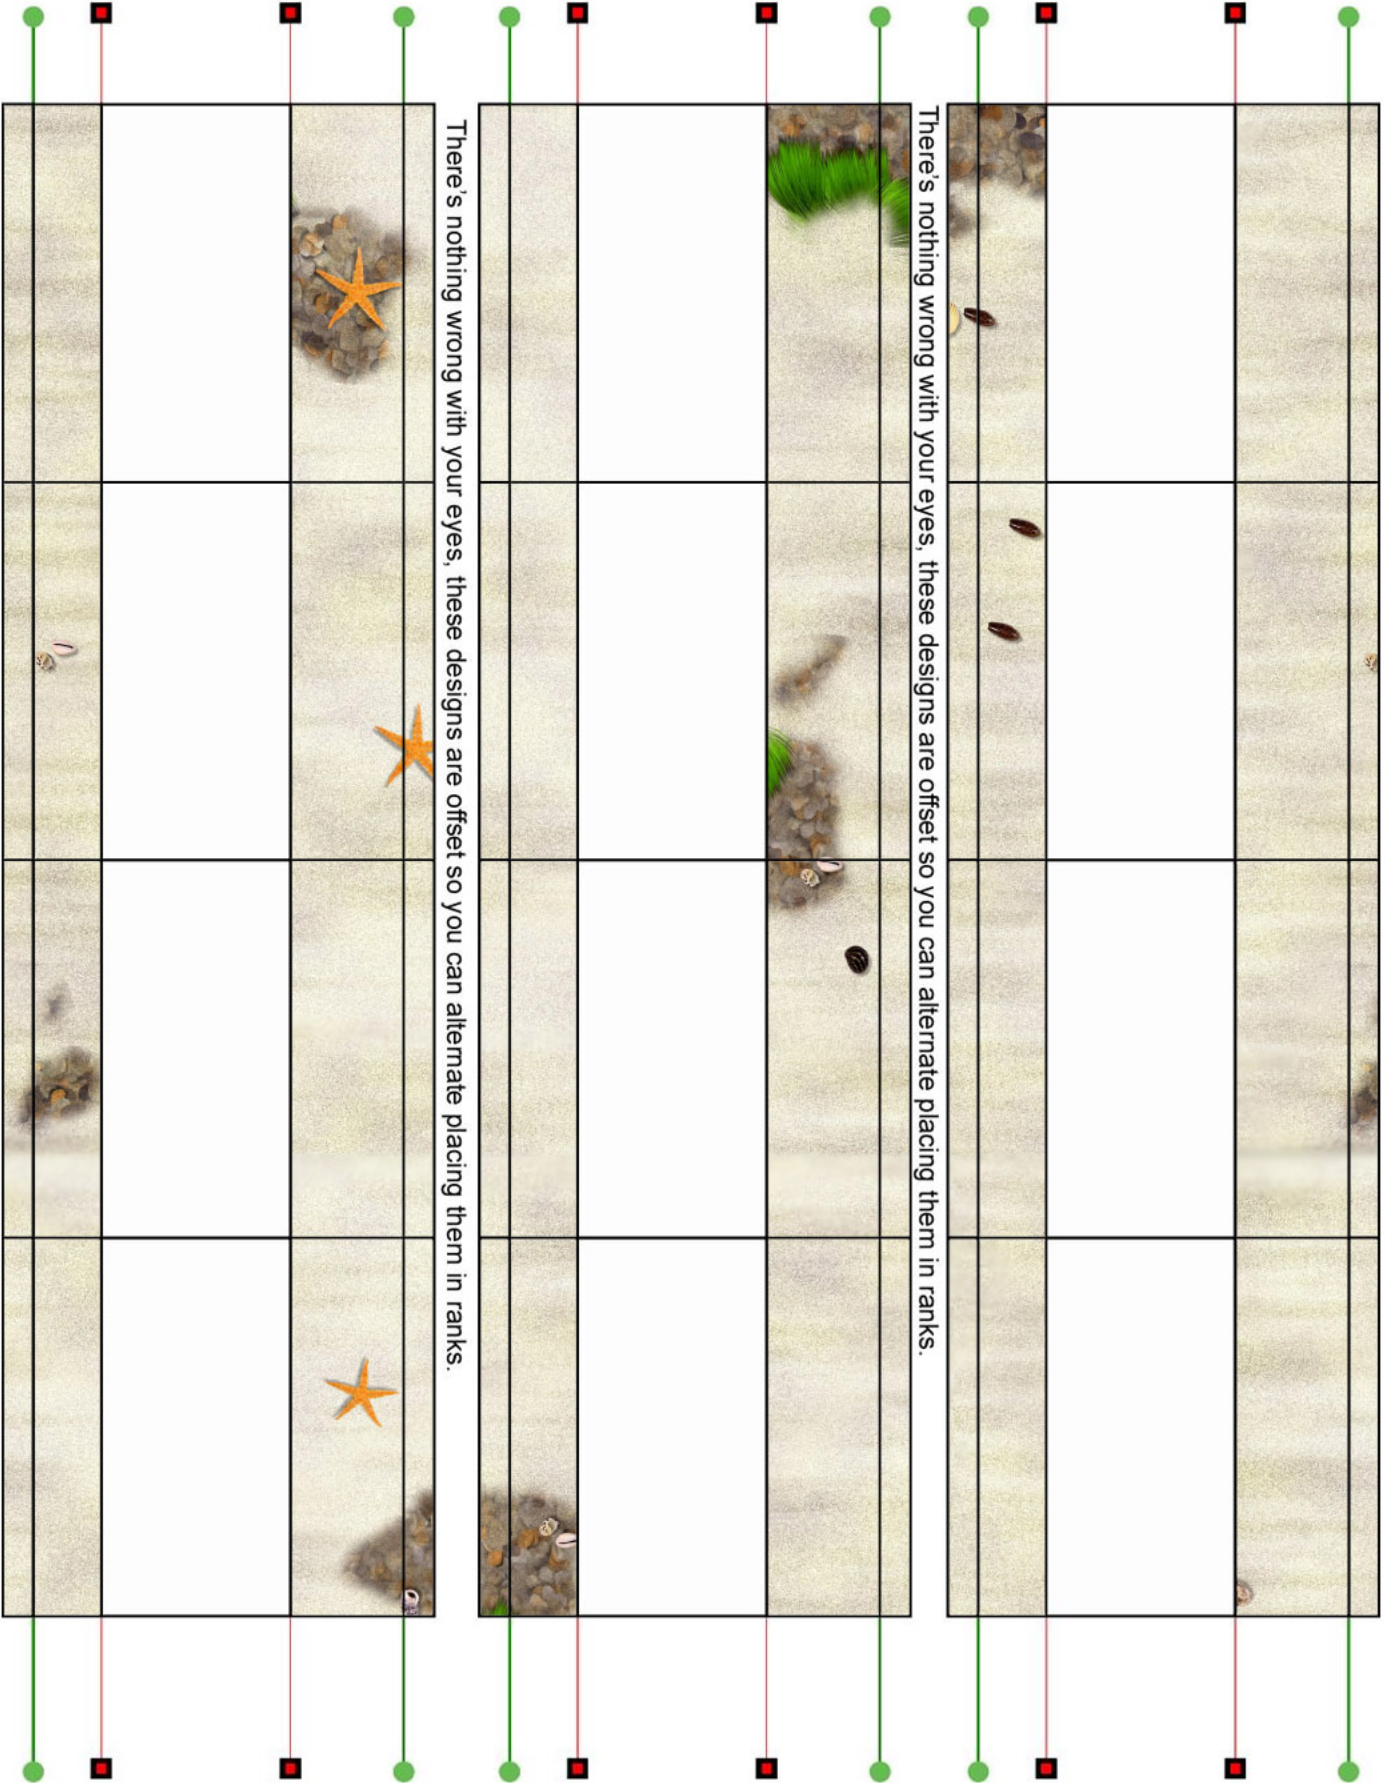 There's nothing wrong with your eyes, these designs are offset so you can alternate placing them in ranks.
There's nothing wrong with your eyes, these designs are offset so you can alternate placing them in ranks.